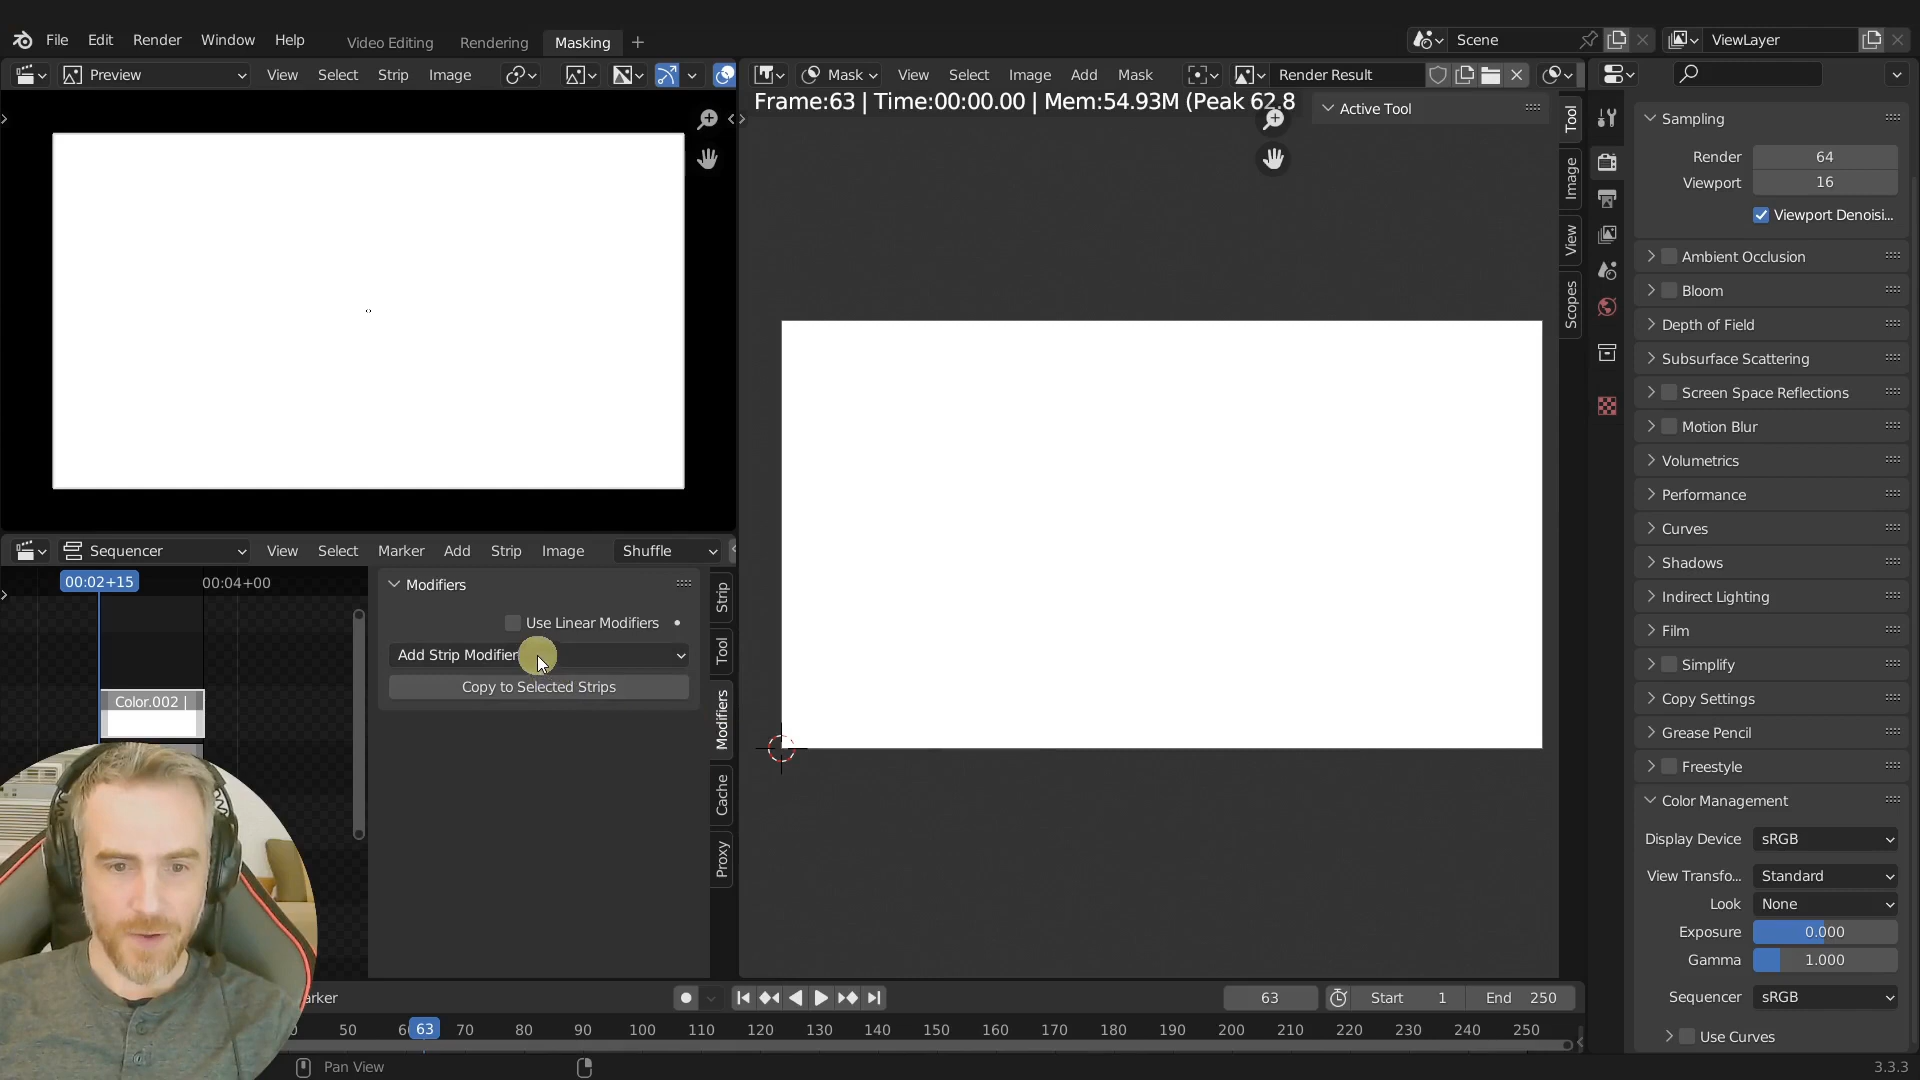 File Edit Render Window Help Video Editing Rendering Masking Scene ViewLayer
Preview View Select Strip Image
Mask View Select Image Add Mask Render Result
Frame:63 | Time:00:00.00 | Mem:54.93M (Peak 62.8
Active Tool
Tool
Image
View
Scopes
Sampling
Render 64
Viewport 16
Viewport Denoisi...
Ambient Occlusion
Bloom
Depth of Field
Subsurface Scattering
Screen Space Reflections
Motion Blur
Volumetrics
Performance
Curves
Shadows
Indirect Lighting
Film
Simplify
Copy Settings
Grease Pencil
Freestyle
Color Management
Display Device sRGB
View Transfo... Standard
Look None
Exposure 0.000
Gamma 1.000
Sequencer sRGB
Use Curves
Sequencer View Select Marker Add Strip Image Shuffle
00:02+15 00:04+00
Color.002 |
Modifiers
Use Linear Modifiers
Add Strip Modifier
Copy to Selected Strips
Strip
Tool
Modifiers
Cache
Proxy
arker 63 Start 1 End 250
50 63 70 80 90 100 110 120 130 140 150 160 170 180 190 200 210 220 230 240 250
Pan View 3.3.3